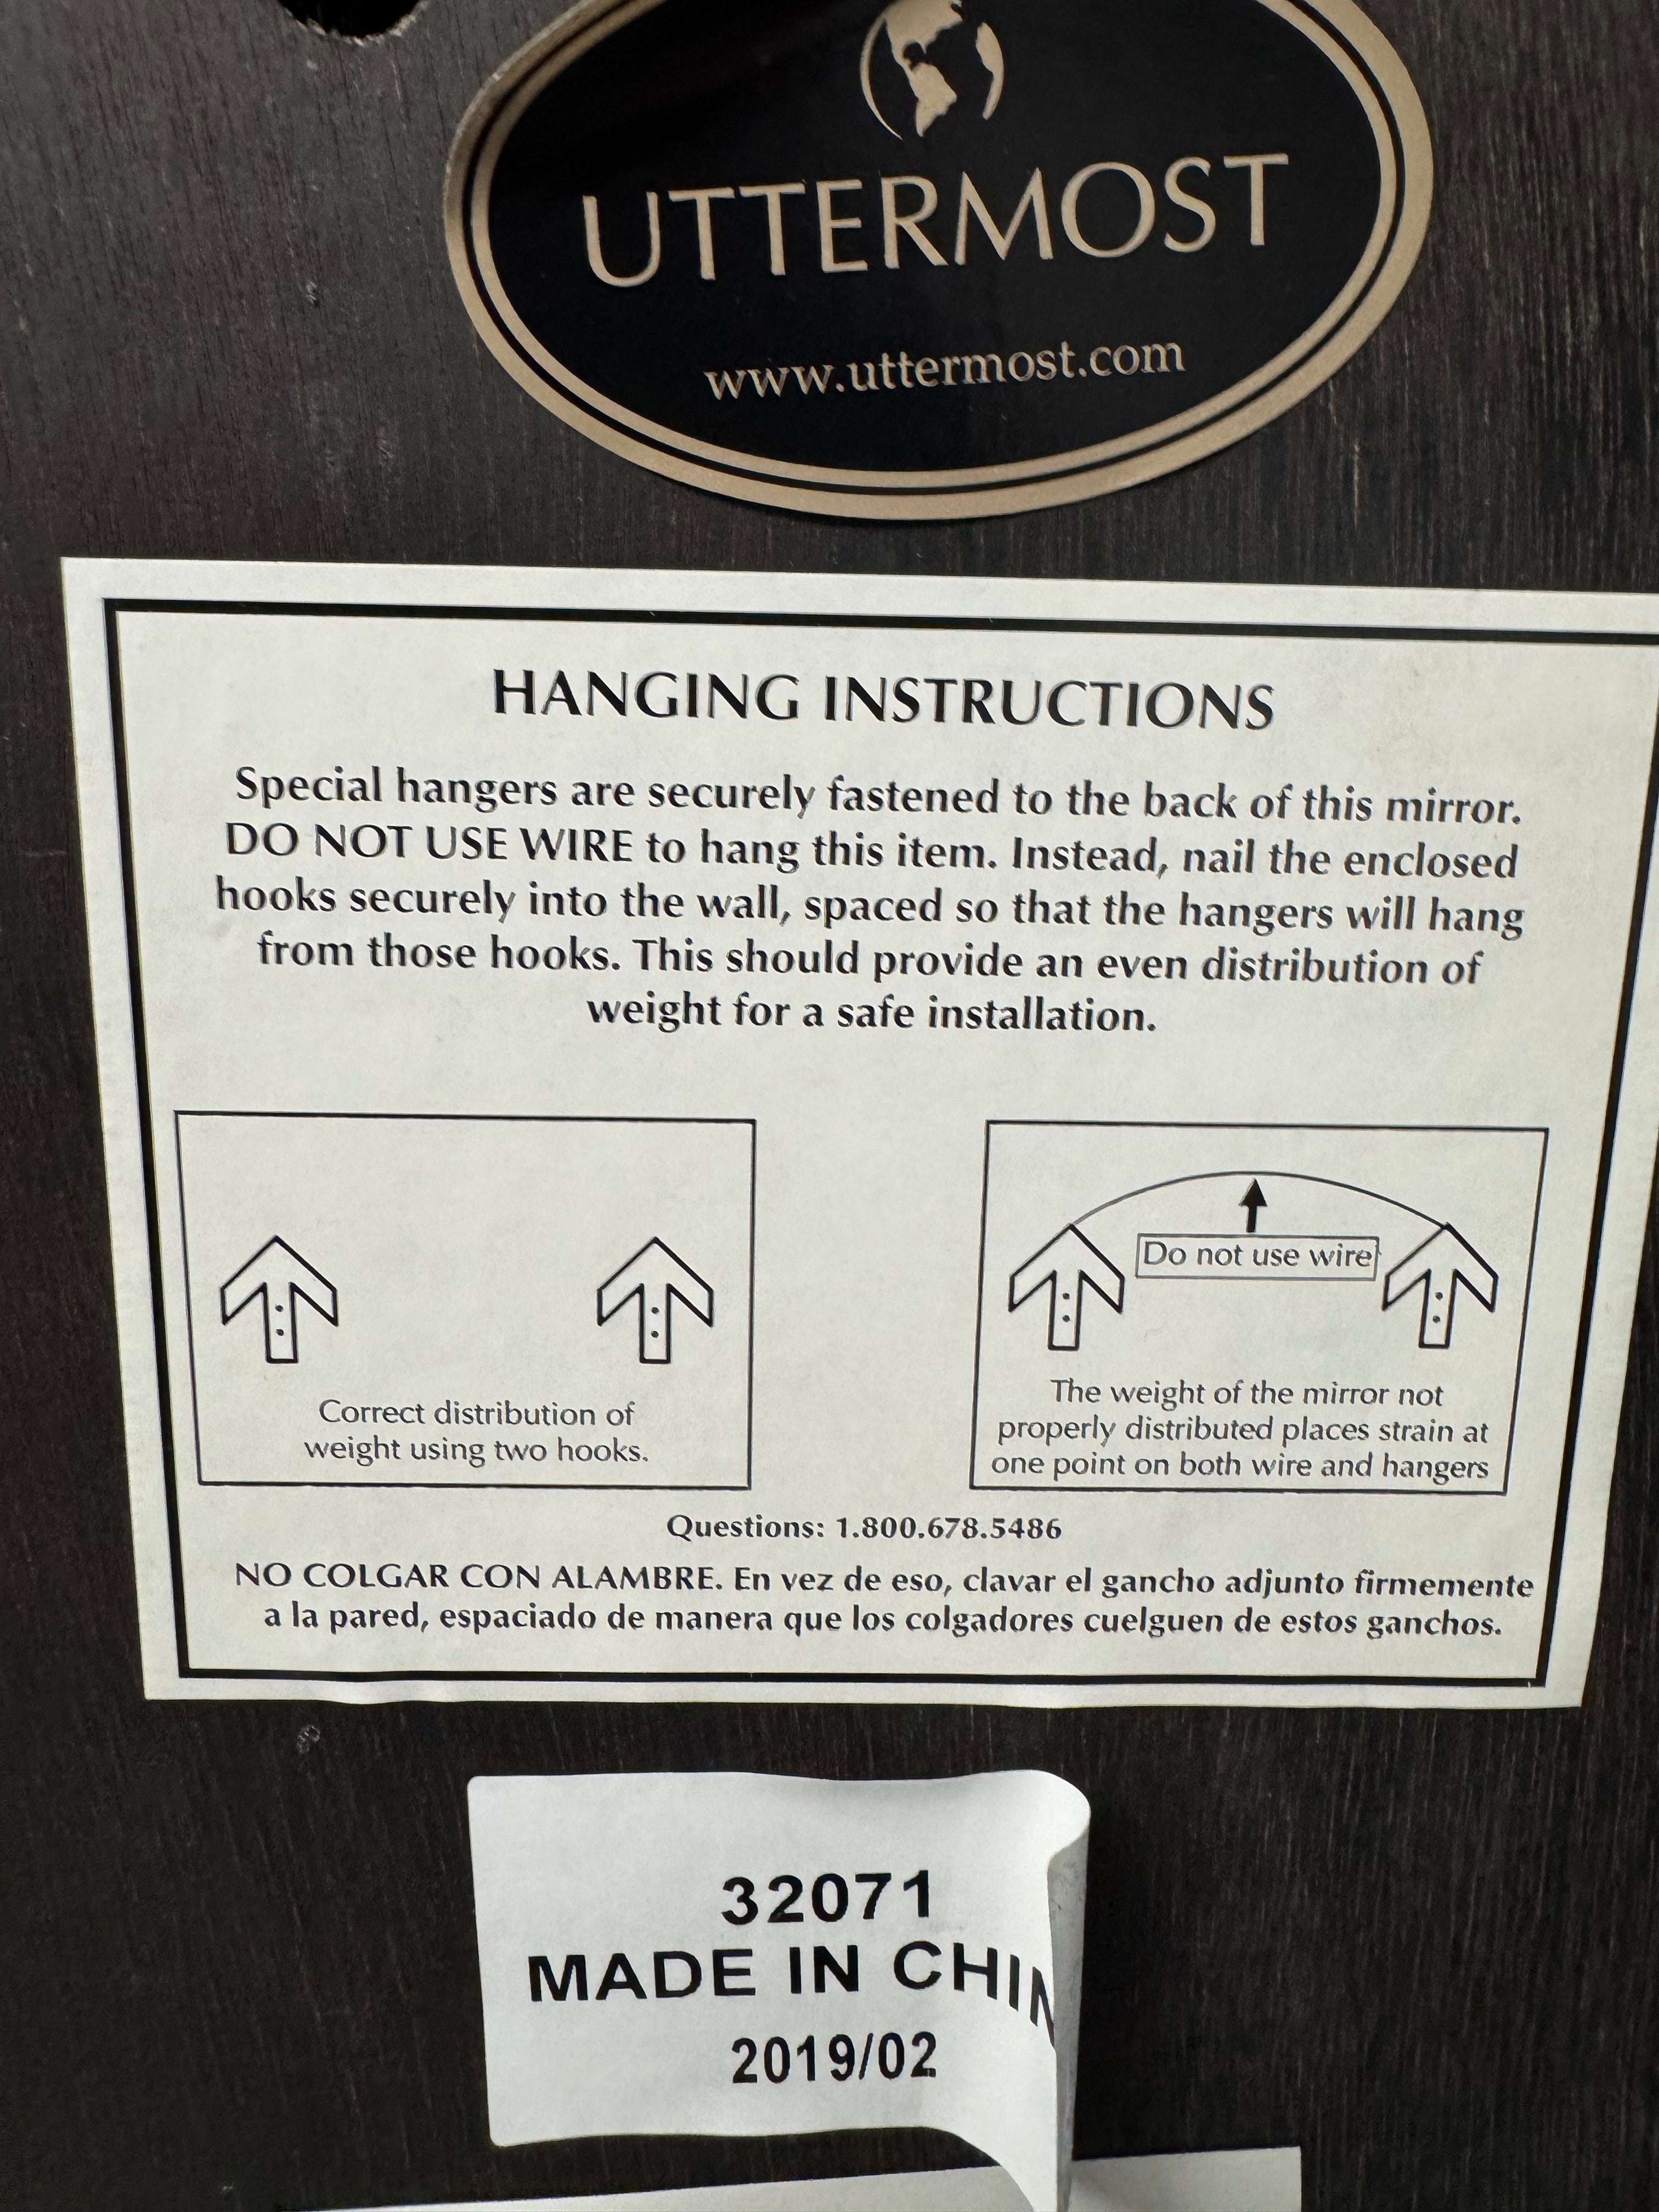 UTTERMOST
www.uttermost.com
HANGING INSTRUCTIONS
Special hangers are securely fastened to the back of this mirror.
DO NOT USE WIRE to hang this item. Instead, nail the enclosed
hooks securely into the wall, spaced so that the hangers will hang
from those hooks. This should provide an even distribution of
weight for a safe installation.
Correct distribution of
weight using two hooks.
Do not use wire
The weight of the mirror not
properly distributed places strain at
one point on both wire and hangers
Questions: 1.800.678.5486
NO COLGAR CON ALAMBRE. En vez de eso, clavar el gancho adjunto firmemente
a la pared, espaciado de manera que los colgadores cuelguen de estos ganchos.
32071
MADE IN CHIN
2019/02